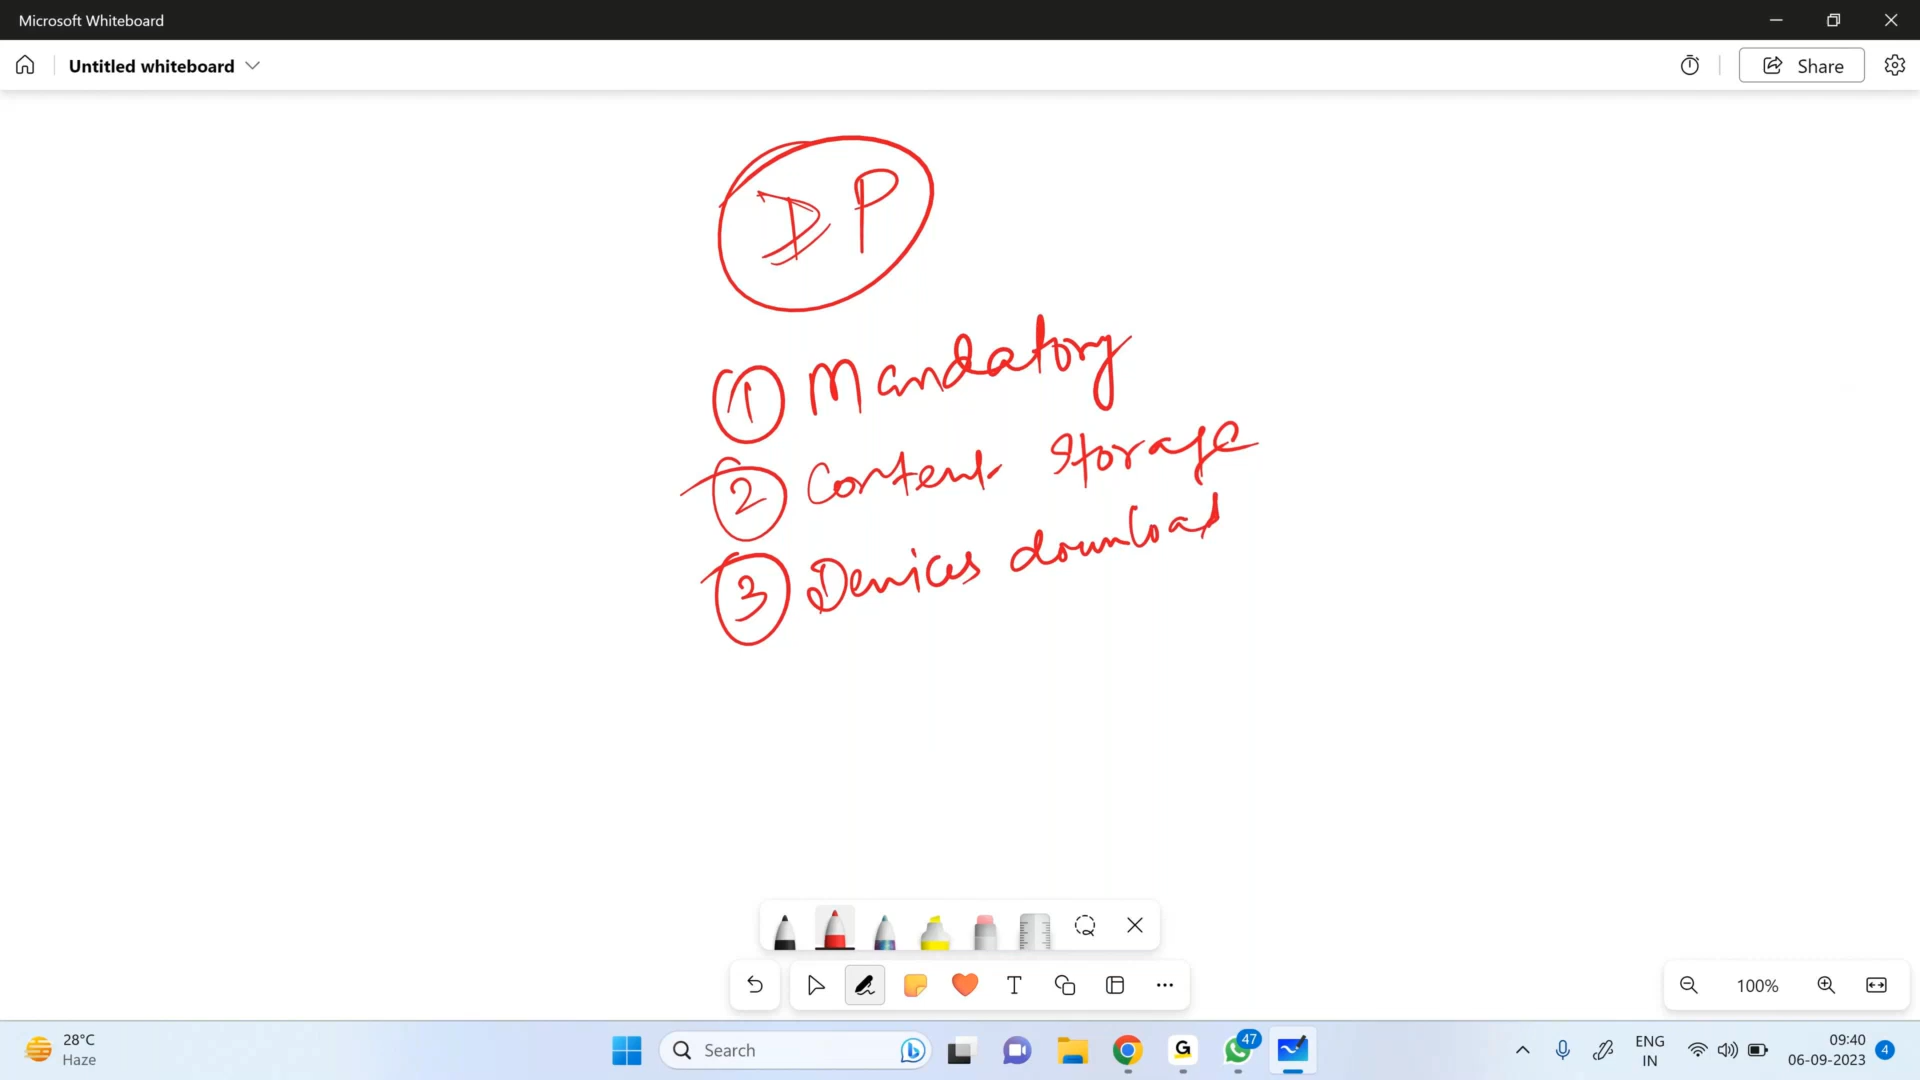 Microsoft Whiteboard
Untitled whiteboard
Share
DP
1 Mandatory
2 Content Storage
3 Devices download
100%
28°C
Haze
Search
47
ENG
IN
09:40
06-09-2023
4